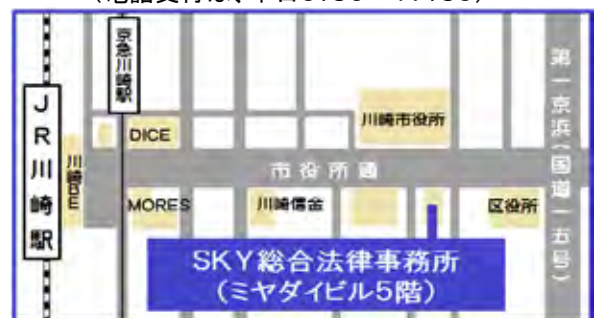 京急川崎駅
第一京浜(国道一五号)
JR川崎駅
川崎BE
DICE
川崎市役所
市役所通
MORES
川崎信金
区役所
SKY総合法律事務所
(ミヤダイビル5階)